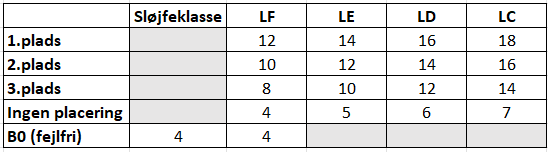 Sløjfeklasse LF LE LD LC
1.plads 12 14 16 18
2.plads 10 12 14 16
3.plads 8 10 12 14
Ingen placering 4 5 6 7
B0 (fejlfri) 4 4